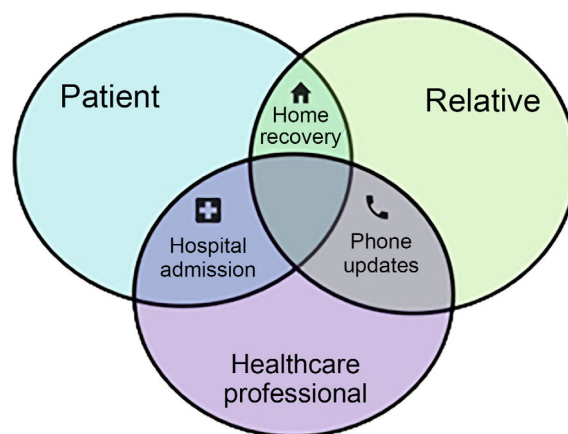 Patient
Relative
Home
recovery
Hospital
admission
Phone
updates
Healthcare
professional